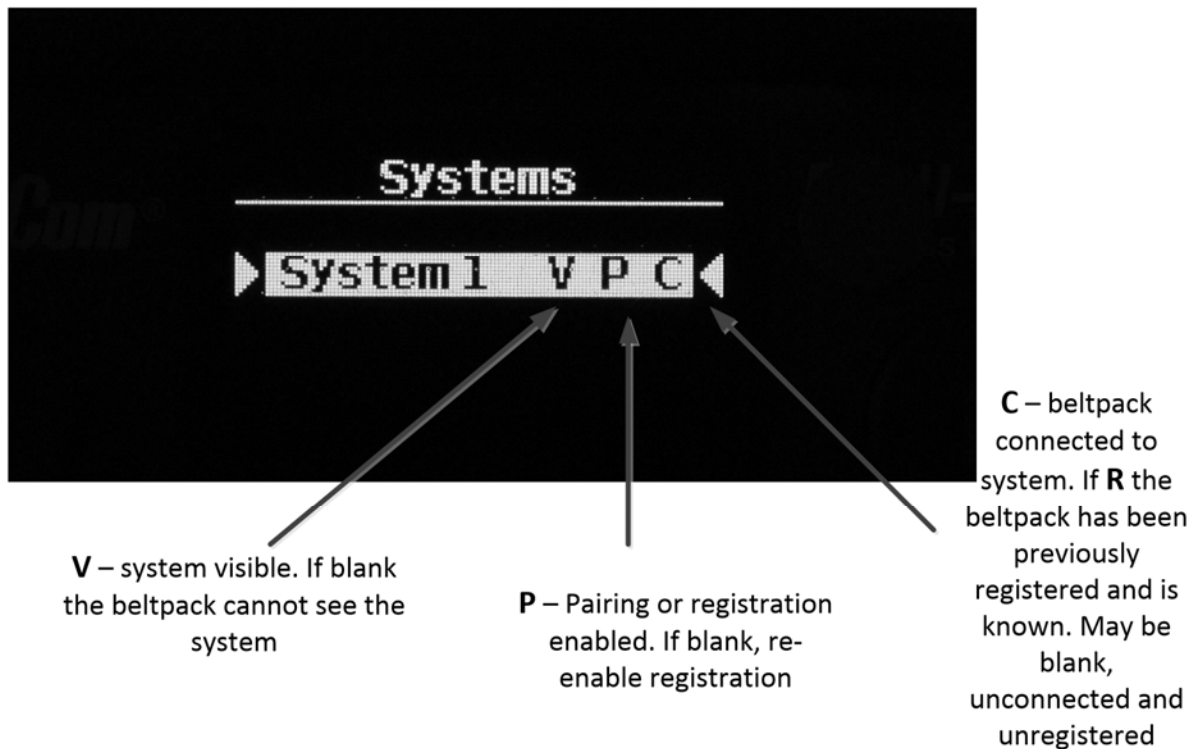 Com®
Systems
System 1 V P C
V – system visible. If blank
the beltpack cannot see the
system
P – Pairing or registration
enabled. If blank, re-
enable registration
C – beltpack
connected to
system. If R the
beltpack has been
previously
registered and is
known. May be
blank,
unconnected and
unregistered